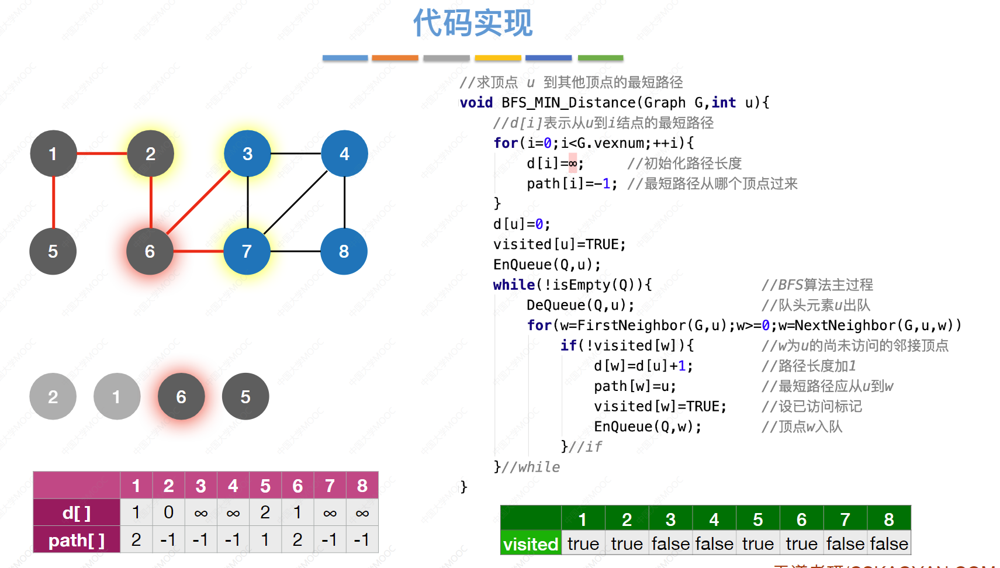 代码实现
1
2
3
4
5
6
7
8
2
1
6
5
1 2 3 4 5 6 7 8
d[ ] 1 0 ∞ ∞ 2 1 ∞ ∞
path[ ] 2 -1 -1 -1 1 2 -1 -1
//求顶点 u 到其他顶点的最短路径
void BFS_MIN_Distance(Graph G,int u){
//d[i]表示从u到i结点的最短路径
for(i=0;i<G.vexnum;++i){
d[i]=∞; //初始化路径长度
path[i]=-1; //最短路径从哪个顶点过来
}
d[u]=0;
visited[u]=TRUE;
EnQueue(Q,u);
while(!isEmpty(Q)){ //BFS算法主过程
DeQueue(Q,u); //队头元素u出队
for(w=FirstNeighbor(G,u);w>=0;w=NextNeighbor(G,u,w))
if(!visited[w]){ //w为u的尚未访问的邻接顶点
d[w]=d[u]+1; //路径长度加1
path[w]=u; //最短路径应从u到w
visited[w]=TRUE; //设已访问标记
EnQueue(Q,w); //顶点w入队
}//if
}//while
}
1 2 3 4 5 6 7 8
visited true true false false true true false false